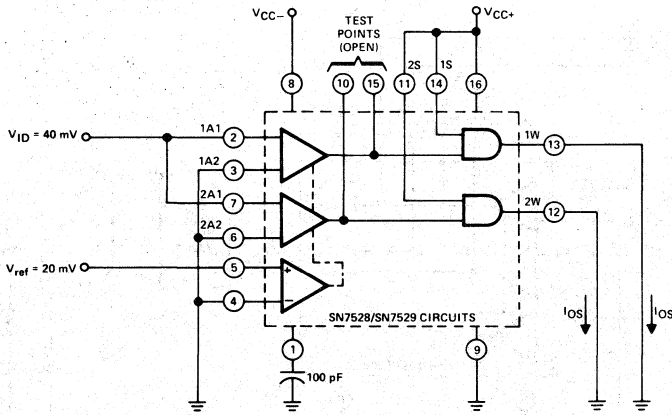 VCC–
TEST
POINTS
(OPEN)
VCC+
2S
1S
8
10
15
11
14
16
VID = 40 mV
1A1
2
1A2
3
2A1
7
2A2
6
Vref = 20 mV
5
+
4
–
1W
13
2W
12
SN7528/SN7529 CIRCUITS
IOS
IOS
1
9
100 pF